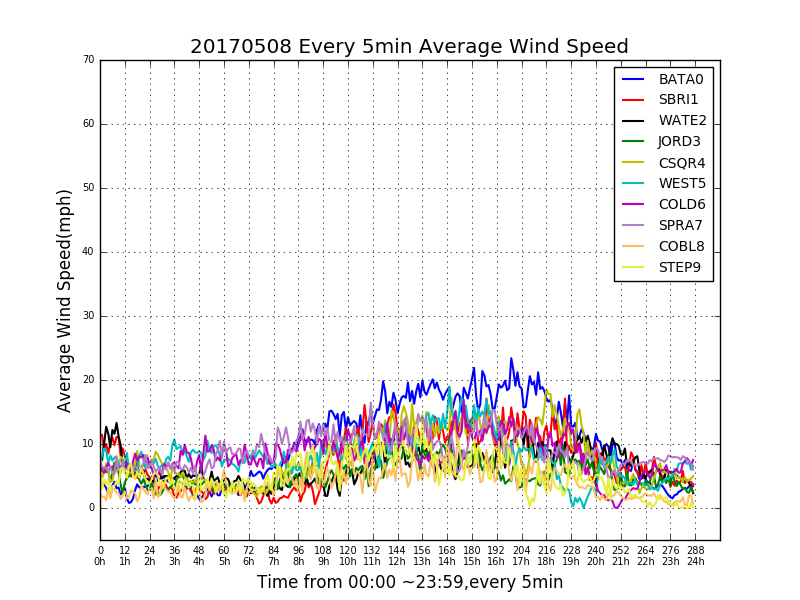 20170508 Every 5min Average Wind Speed
70
60
50
40
30
20
10
0
Average Wind Speed(mph)
BATA0
SBRI1
WATE2
JORD3
CSQR4
WEST5
COLD6
SPRA7
COBL8
STEP9
0 12 24 36 48 60 72 84 96 108 120 132 144 156 168 180 192 204 216 228 240 252 264 276 288
0h 1h 2h 3h 4h 5h 6h 7h 8h 9h 10h 11h 12h 13h 14h 15h 16h 17h 18h 19h 20h 21h 22h 23h 24h
Time from 00:00 ~23:59,every 5min